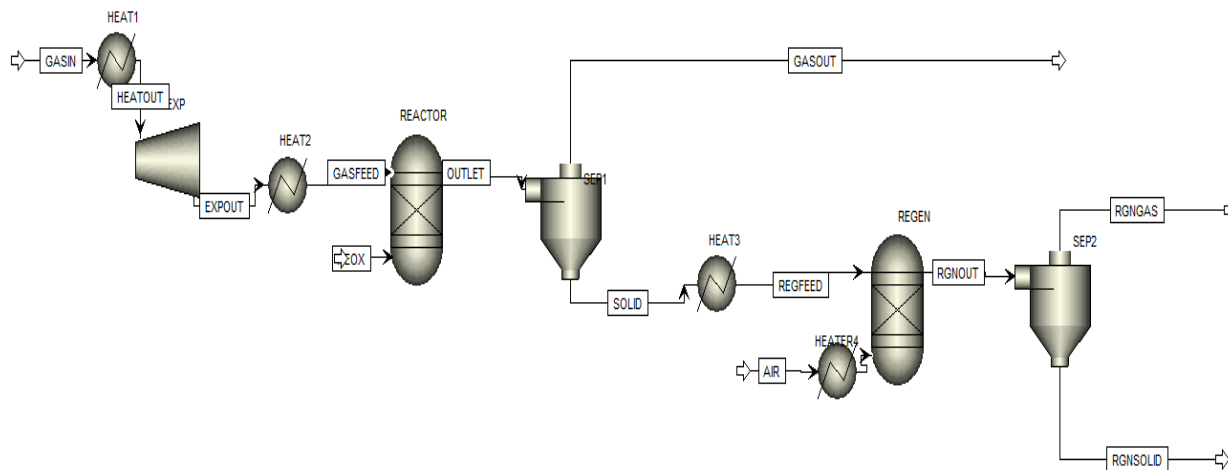 HEAT1
GASIN
HEATOUT
EXP
EXPOUT
HEAT2
GASFEED
REACTOR
OUTLET
GASOUT
SEP1
SOLID
HEAT3
REGFEED
REGEN
HEATER4
AIR
RGNOUT
RGNGAS
SEP2
RGNSOLID